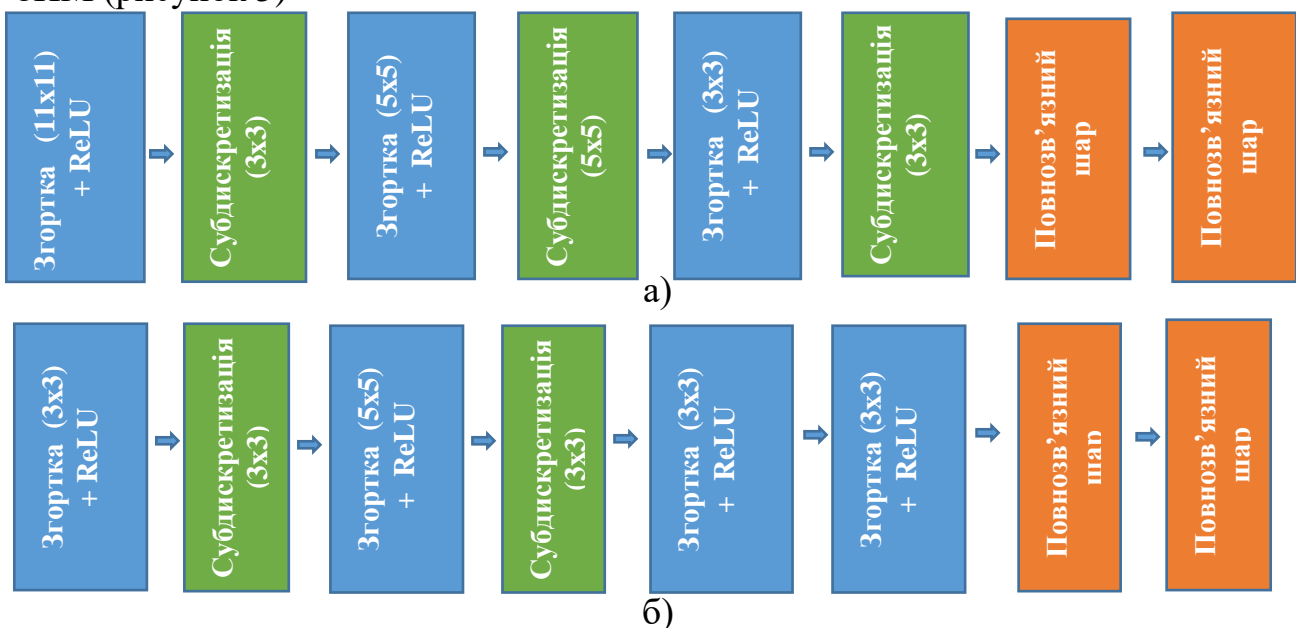 (рисунок 3)
Згортка (11x11)
+ ReLU
Субдискретизація
(3x3)
Згортка (5x5)
+ ReLU
Субдискретизація
(5x5)
Згортка (3x3)
+ ReLU
Субдискретизація
(3x3)
Повнозв’язний
шар
Повнозв’язний
шар
а)
Згортка (3x3)
+ ReLU
Субдискретизація
(3x3)
Згортка (5x5)
+ ReLU
Субдискретизація
(3x3)
Згортка (3x3)
+ ReLU
Згортка (3x3)
+ ReLU
Повнозв’язний
шар
Повнозв’язний
шар
б)